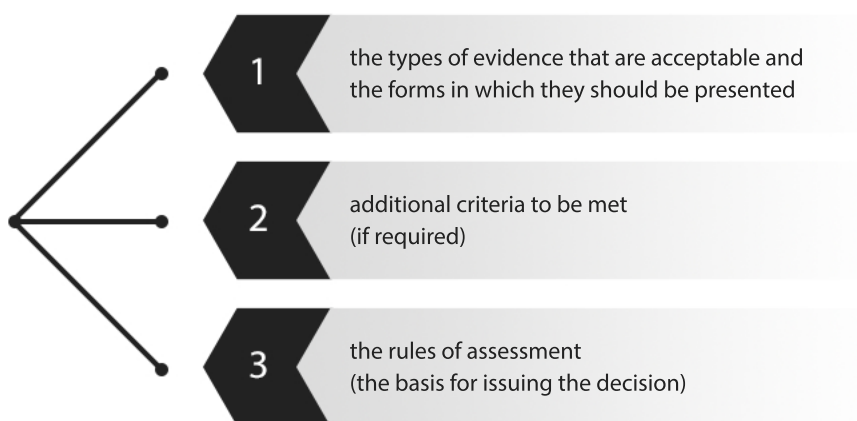 1
the types of evidence that are acceptable and
the forms in which they should be presented
2
additional criteria to be met
(if required)
3
the rules of assessment
(the basis for issuing the decision)